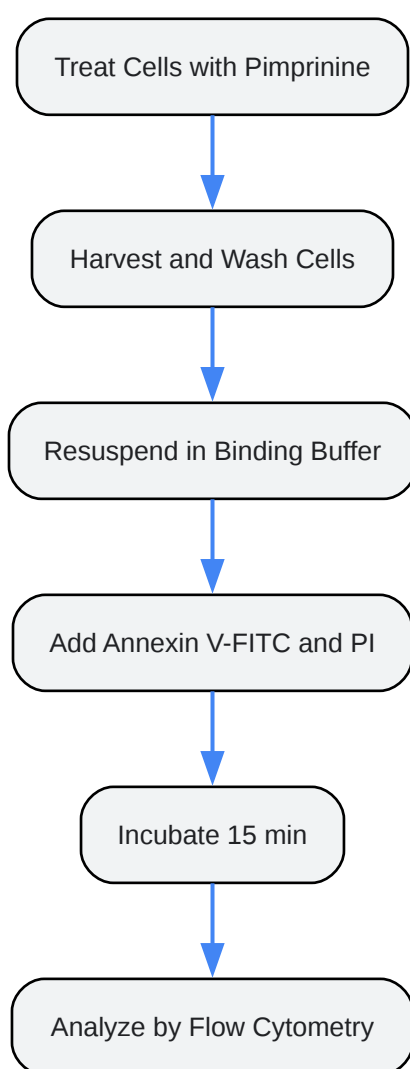 Treat Cells with Pimprinine
Harvest and Wash Cells
Resuspend in Binding Buffer
Add Annexin V-FITC and PI
Incubate 15 min
Analyze by Flow Cytometry